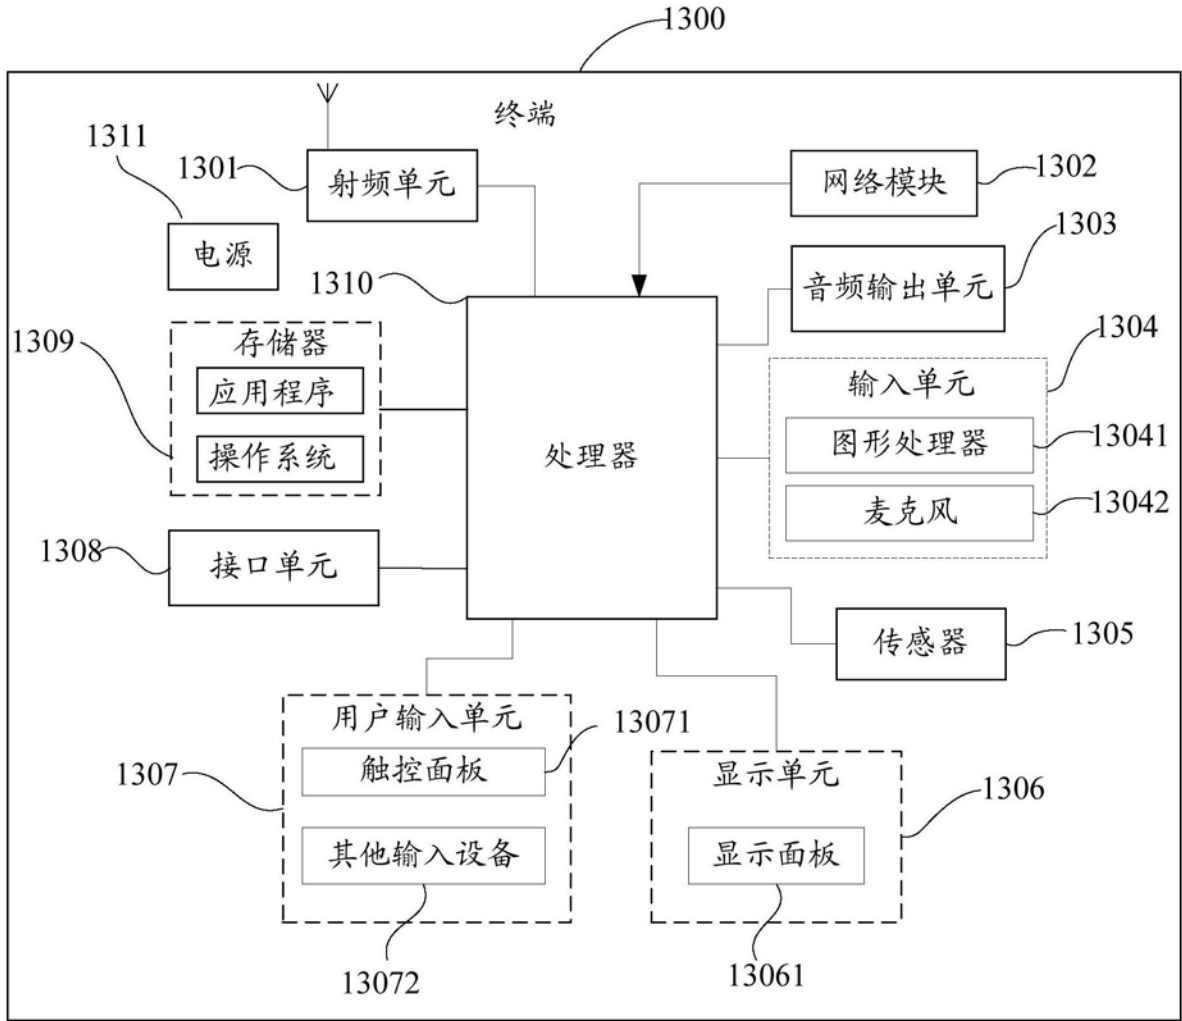 1300
终端
1311
1301
射频单元
网络模块
1302
电源
1303
音频输出单元
1310
1309
存储器
应用程序
操作系统
1304
输入单元
图形处理器
13041
麦克风
13042
处理器
1308
接口单元
传感器
1305
用户输入单元
13071
触控面板
1307
其他输入设备
13072
显示单元
1306
显示面板
13061